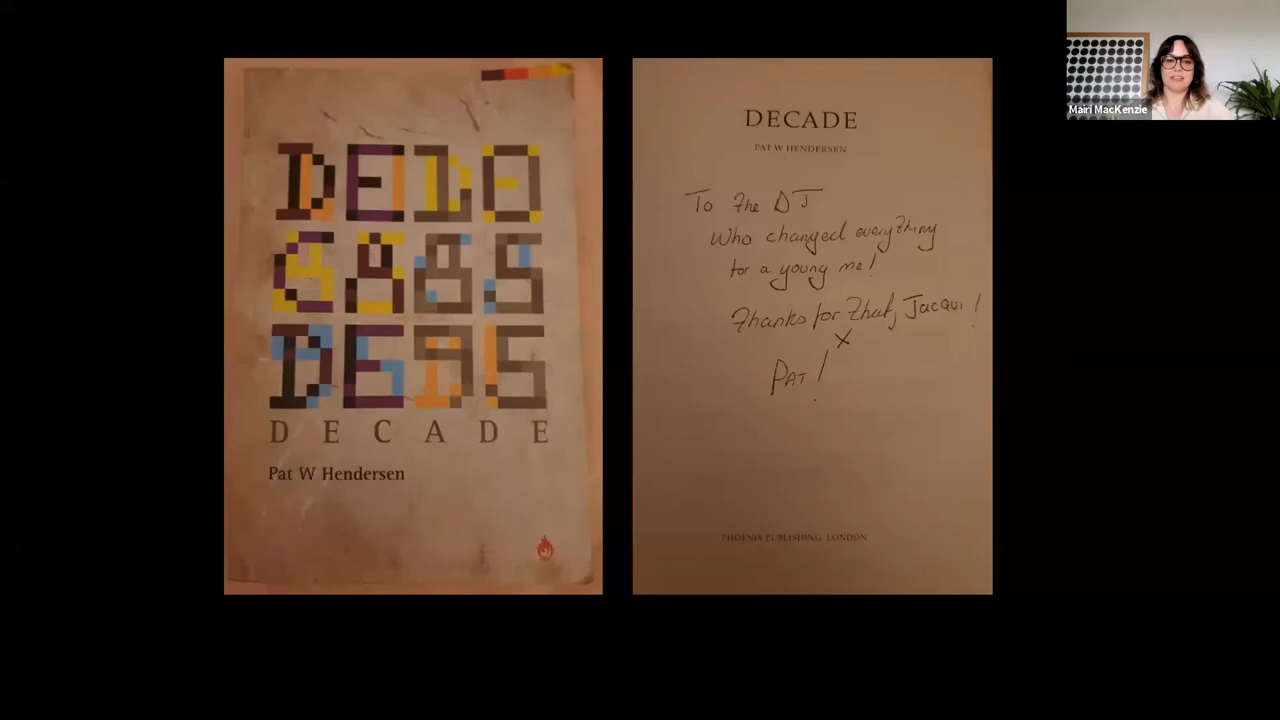 DECADE
Pat W Hendersen
DECADE
PAT W HENDERSEN
To the DJ
Who changed everything
for a young me!
Thanks for that, Jacqui!
x
PAT!
PHOENIX PUBLISHING, LONDON
Mairi MacKenzie